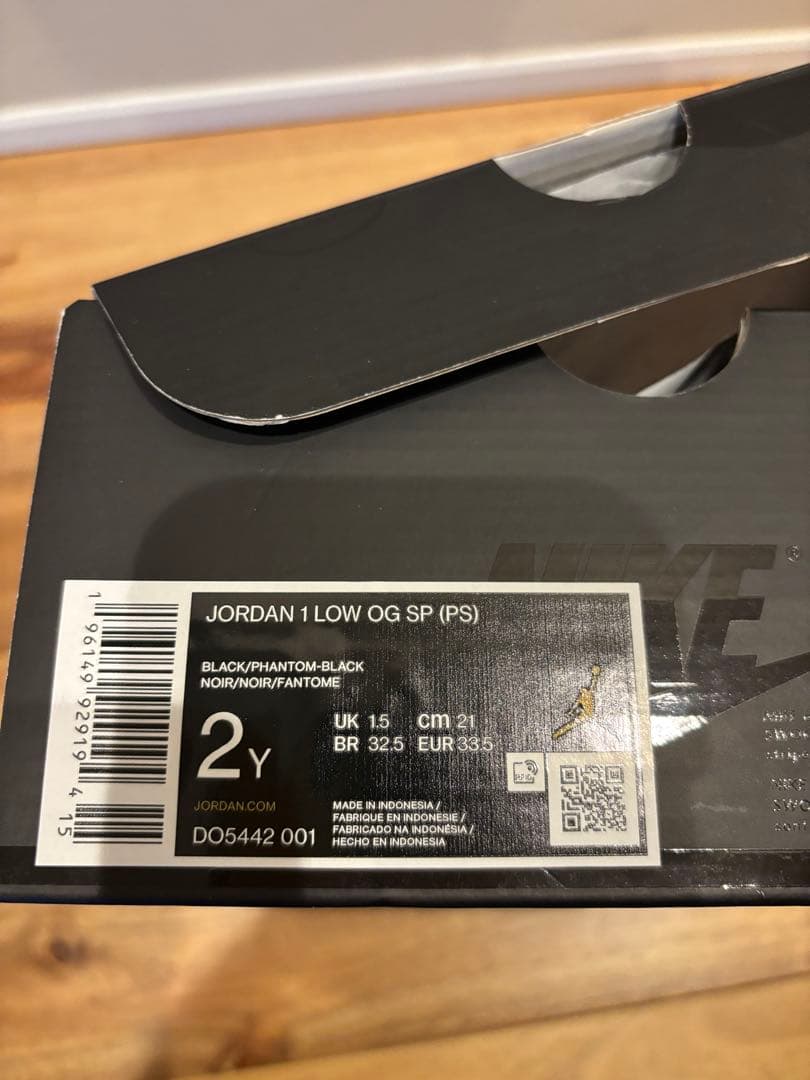 NIKE
®
JORDAN 1 LOW OG SP (PS)
BLACK/PHANTOM-BLACK
NOIR/NOIR/FANTOME
2Y
UK 1.5 cm 21
BR 32.5 EUR 33.5
JORDAN.COM
DO5442 001
MADE IN INDONESIA /
FABRIQUE EN INDONESIE /
FABRICADO NA INDONÉSIA /
HECHO EN INDONESIA
1 96149 92919 4 15